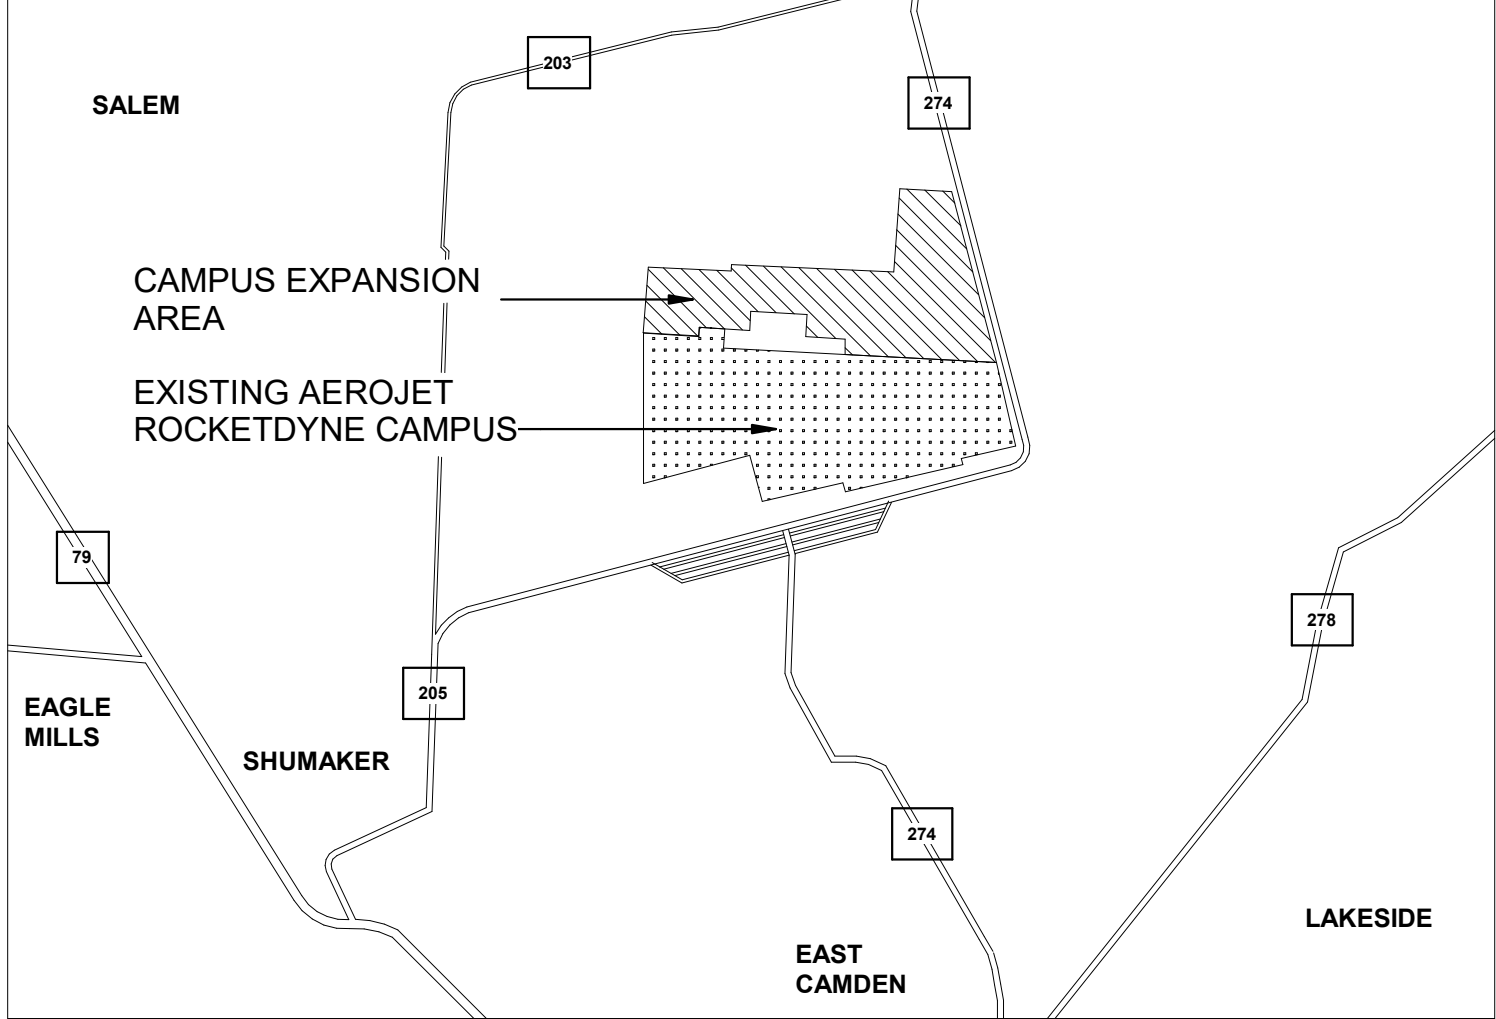 203
SALEM
274
CAMPUS EXPANSION
AREA
EXISTING AEROJET
ROCKETDYNE CAMPUS
79
278
205
EAGLE
MILLS
SHUMAKER
274
LAKESIDE
EAST
CAMDEN